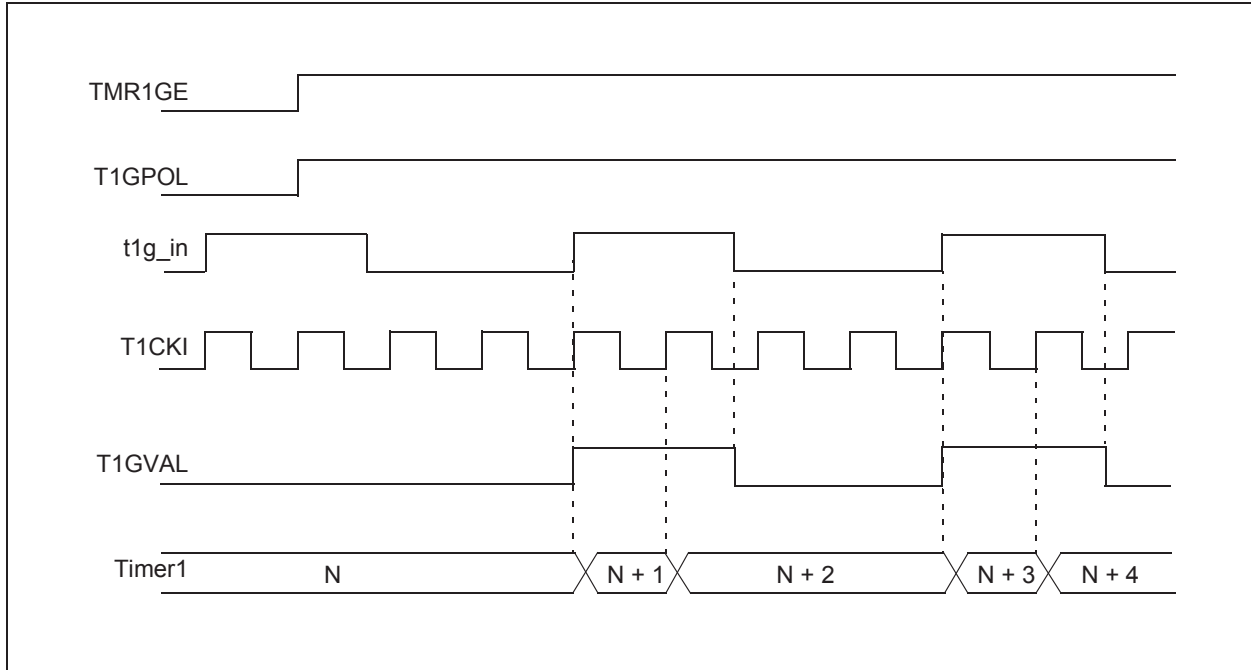 TMR1GE
T1GPOL
t1g_in
T1CKI
T1GVAL
Timer1 N N + 1 N + 2 N + 3 N + 4